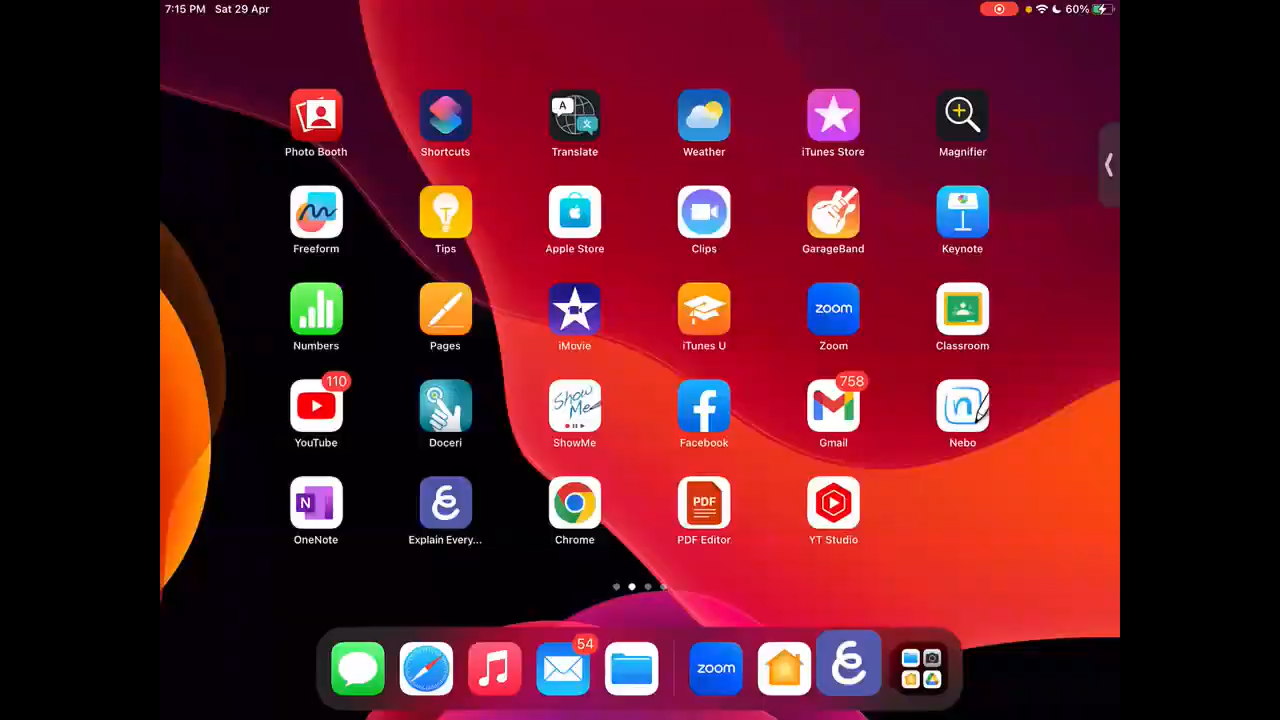 7:15 PM Sat 29 Apr 60%
Photo Booth Shortcuts Translate Weather iTunes Store Magnifier
Freeform Tips Apple Store Clips GarageBand Keynote
zoom
Numbers Pages iMovie iTunes U Zoom Classroom
110 758
Show Me
YouTube Doceri ShowMe Facebook Gmail Nebo
N PDF
OneNote Explain Every... Chrome PDF Editor YT Studio
54
zoom